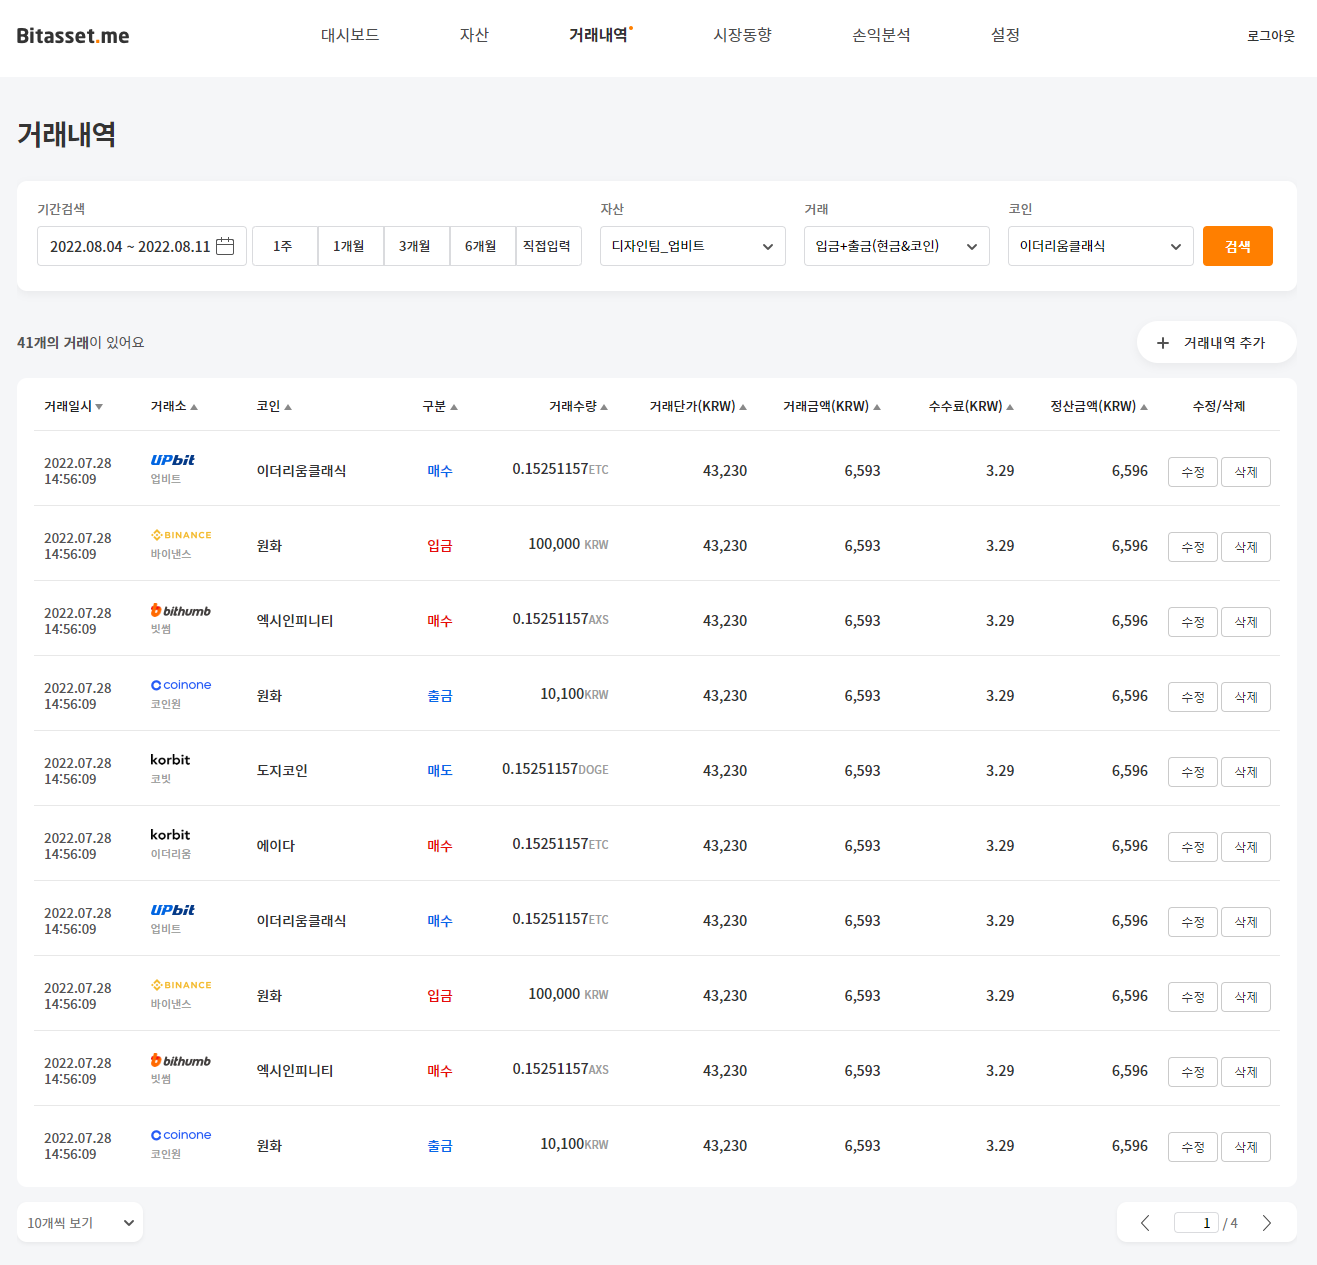 Bitasset.me 대시보드 자산 거래내역 시장동향 손익분석 설정 로그아웃
거래내역
기간검색 자산 거래 코인
2022.08.04 ~ 2022.08.11 1주 1개월 3개월 6개월 직접입력 디자인팀_업비트 입금+출금(현금&코인) 이더리움클래식 검색
41개의 거래이 있어요 + 거래내역 추가
거래일시▼ 거래소▲ 코인▲ 구분▲ 거래수량▲ 거래단가(KRW)▲ 거래금액(KRW)▲ 수수료(KRW)▲ 정산금액(KRW)▲ 수정/삭제
2022.07.28 UPbit
14:56:09 업비트 이더리움클래식 매수 0.15251157ETC 43,230 6,593 3.29 6,596 수정 삭제
2022.07.28 BINANCE
14:56:09 바이낸스 원화 입금 100,000 KRW 43,230 6,593 3.29 6,596 수정 삭제
2022.07.28 bithumb
14:56:09 빗썸 엑시인피니티 매수 0.15251157AXS 43,230 6,593 3.29 6,596 수정 삭제
2022.07.28 coinone
14:56:09 코인원 원화 출금 10,100KRW 43,230 6,593 3.29 6,596 수정 삭제
2022.07.28 korbit
14:56:09 코빗 도지코인 매도 0.15251157DOGE 43,230 6,593 3.29 6,596 수정 삭제
2022.07.28 korbit
14:56:09 이더리움 에이다 매수 0.15251157ETC 43,230 6,593 3.29 6,596 수정 삭제
2022.07.28 UPbit
14:56:09 업비트 이더리움클래식 매수 0.15251157ETC 43,230 6,593 3.29 6,596 수정 삭제
2022.07.28 BINANCE
14:56:09 바이낸스 원화 입금 100,000 KRW 43,230 6,593 3.29 6,596 수정 삭제
2022.07.28 bithumb
14:56:09 빗썸 엑시인피니티 매수 0.15251157AXS 43,230 6,593 3.29 6,596 수정 삭제
2022.07.28 coinone
14:56:09 코인원 원화 출금 10,100KRW 43,230 6,593 3.29 6,596 수정 삭제
10개씩 보기 1 / 4